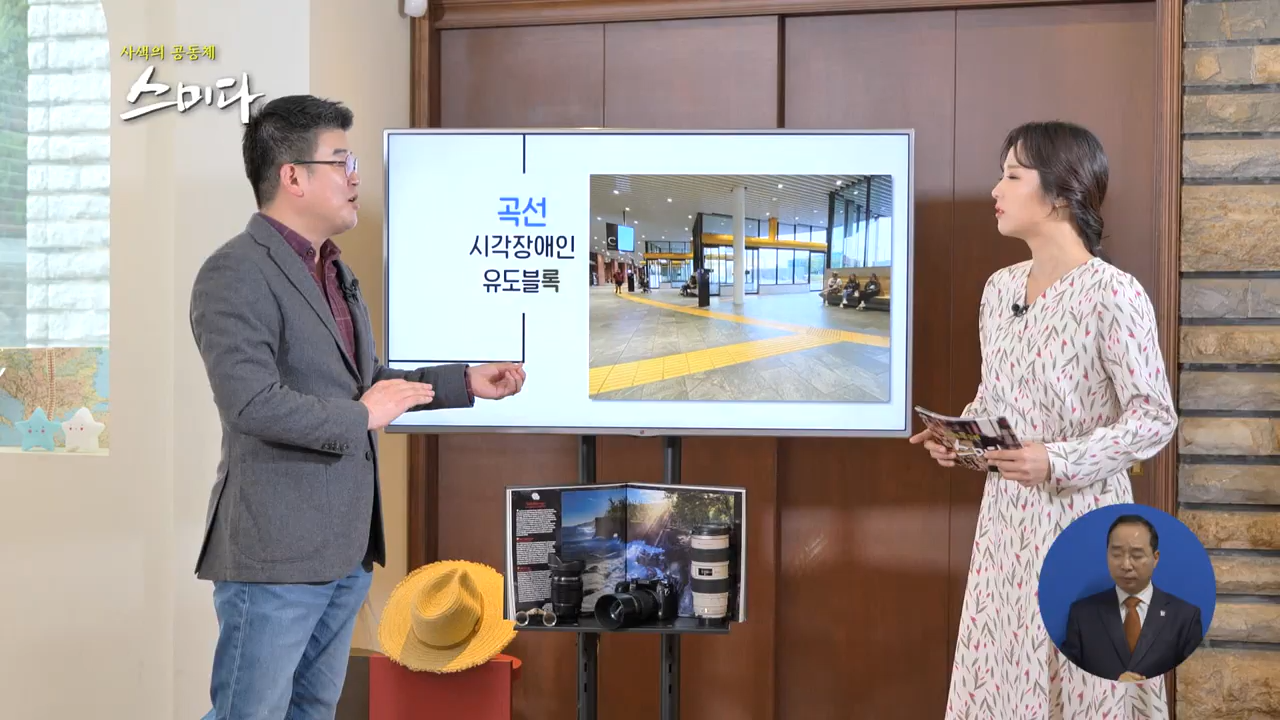 사색의 공동체
스미다
곡선
시각장애인
유도블록